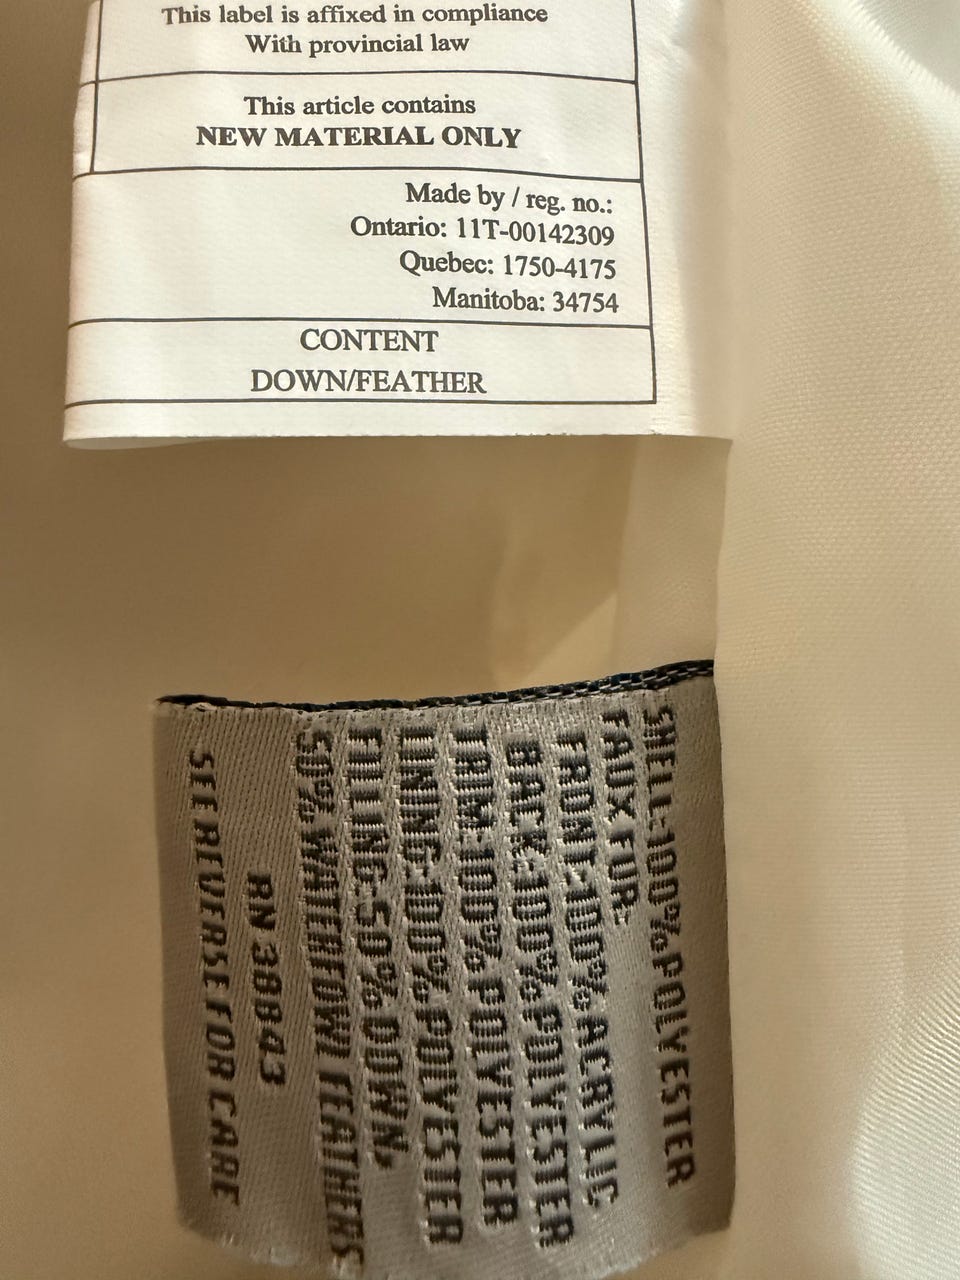 This label is affixed in compliance
With provincial law
This article contains
NEW MATERIAL ONLY
Made by / reg. no.:
Ontario: 11T-00142309
Quebec: 1750-4175
Manitoba: 34754
CONTENT
DOWN/FEATHER
SHELL:100% POLYESTER
FAUX FUR:
FRONT:100% ACRYLIC
BACK:100% POLYESTER
TRIM:100% POLYESTER
LINING:100% POLYESTER
FILLING:50% DOWN,
50% WATERFOWL FEATHERS
RN 38843
SEE REVERSE FOR CARE